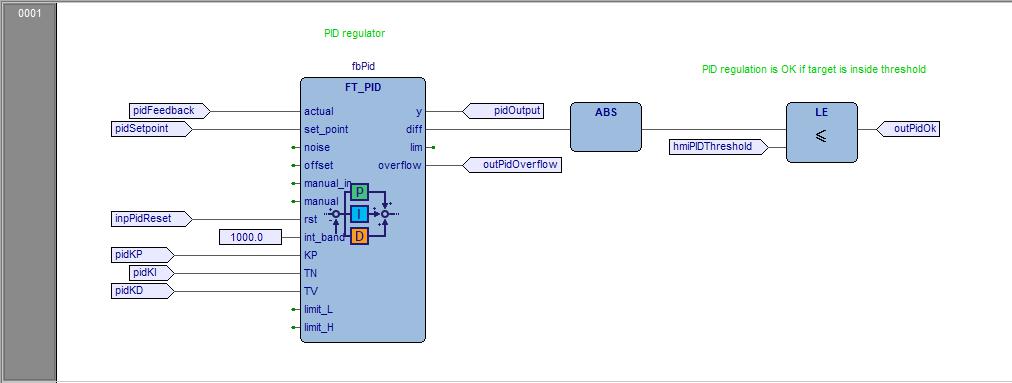 0001
PID regulator
fbPid
FT_PID
pidFeedback
actual
y
pidOutput
pidSetpoint
set_point
diff
noise
lim
offset
overflow
outPidOverflow
manual_in
manual
inpPidReset
rst
1000.0
int_band
pidKP
KP
pidKI
TN
pidKD
TV
limit_L
limit_H
P
I
D
ABS
PID regulation is OK if target is inside threshold
LE
≤
hmiPIDThreshold
outPidOk